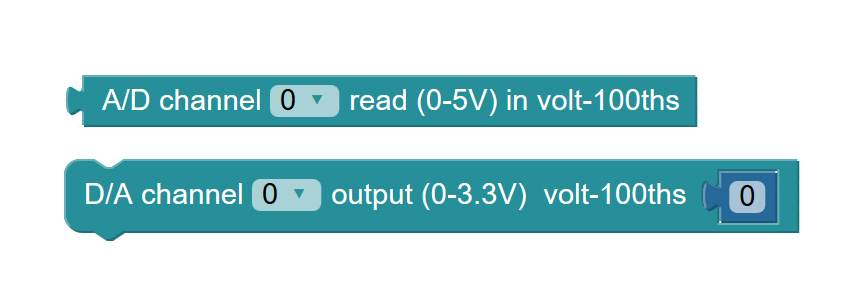 A/D channel 0 read (0-5V) in volt-100ths
D/A channel 0 output (0-3.3V) volt-100ths 0